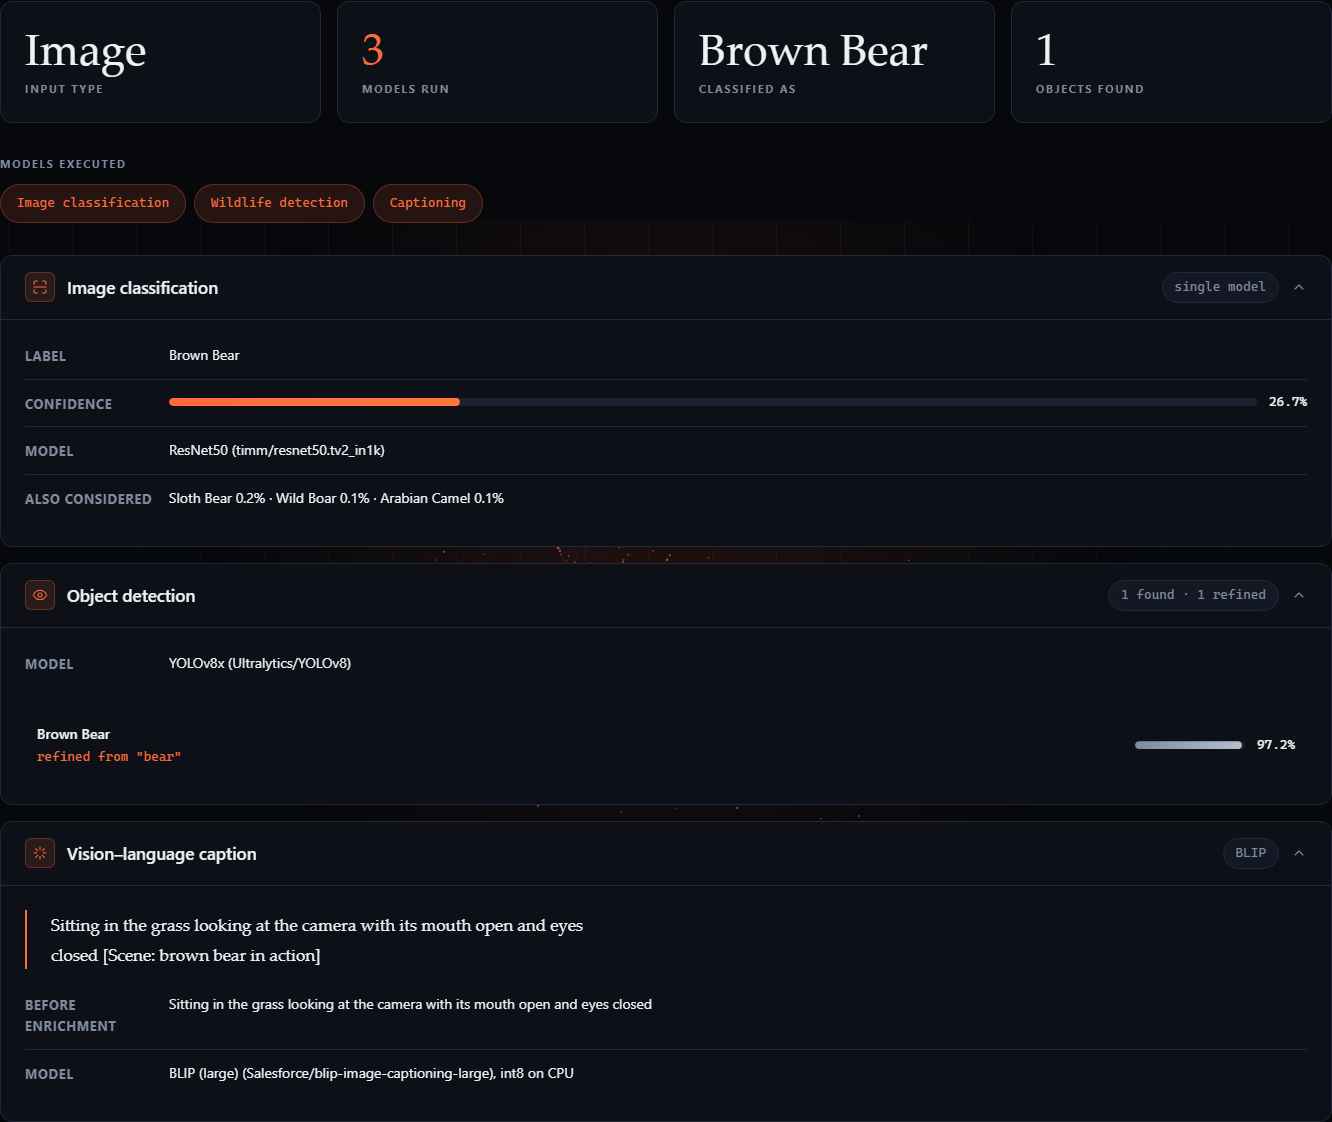 Image
INPUT TYPE
3
MODELS RUN
Brown Bear
CLASSIFIED AS
1
OBJECTS FOUND
MODELS EXECUTED
Image classification
Wildlife detection
Captioning
Image classification
single model
LABEL
Brown Bear
CONFIDENCE
26.7%
MODEL
ResNet50 (timm/resnet50.tv2_in1k)
ALSO CONSIDERED
Sloth Bear 0.2% · Wild Boar 0.1% · Arabian Camel 0.1%
Object detection
1 found · 1 refined
MODEL
YOLOv8x (Ultralytics/YOLOv8)
Brown Bear
refined from "bear"
97.2%
Vision–language caption
BLIP
Sitting in the grass looking at the camera with its mouth open and eyes
closed [Scene: brown bear in action]
BEFORE
ENRICHMENT
Sitting in the grass looking at the camera with its mouth open and eyes closed
MODEL
BLIP (large) (Salesforce/blip-image-captioning-large), int8 on CPU